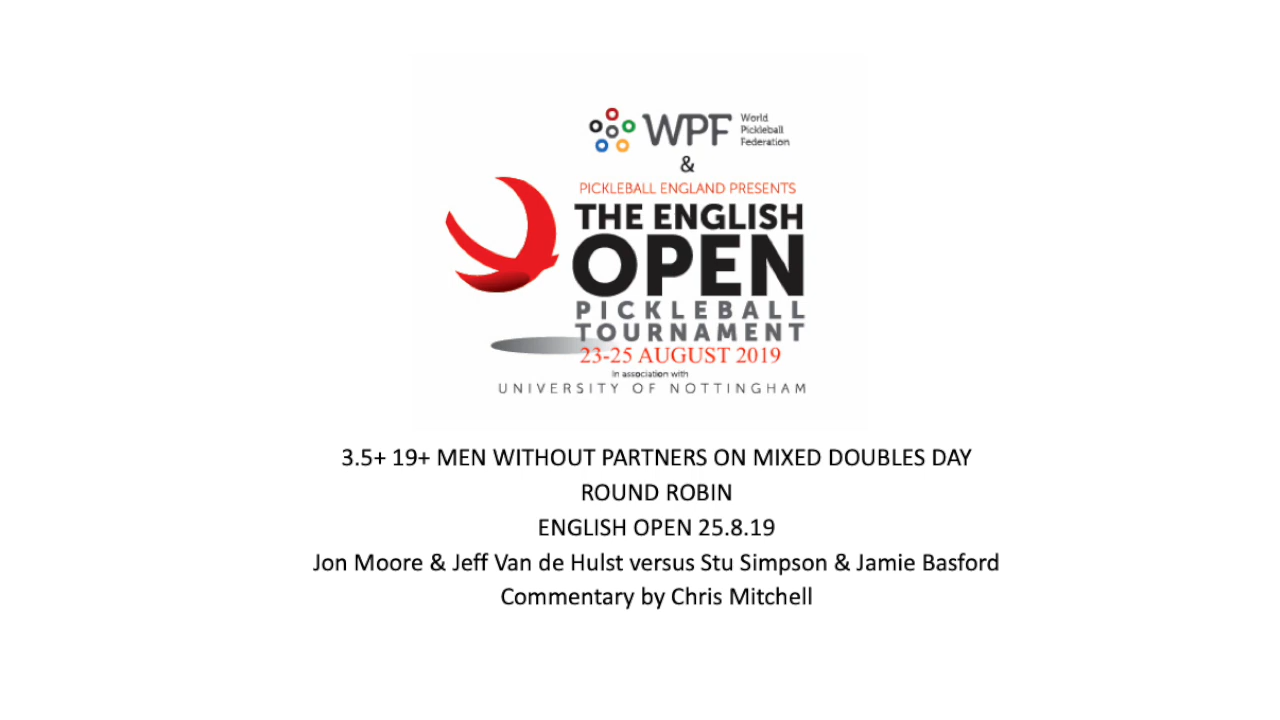 WPF World
Pickleball
Federation
&
PICKLEBALL ENGLAND PRESENTS
THE ENGLISH
OPEN
PICKLEBALL
TOURNAMENT
23-25 AUGUST 2019
In association with
UNIVERSITY OF NOTTINGHAM
3.5+ 19+ MEN WITHOUT PARTNERS ON MIXED DOUBLES DAY
ROUND ROBIN
ENGLISH OPEN 25.8.19
Jon Moore & Jeff Van de Hulst versus Stu Simpson & Jamie Basford
Commentary by Chris Mitchell